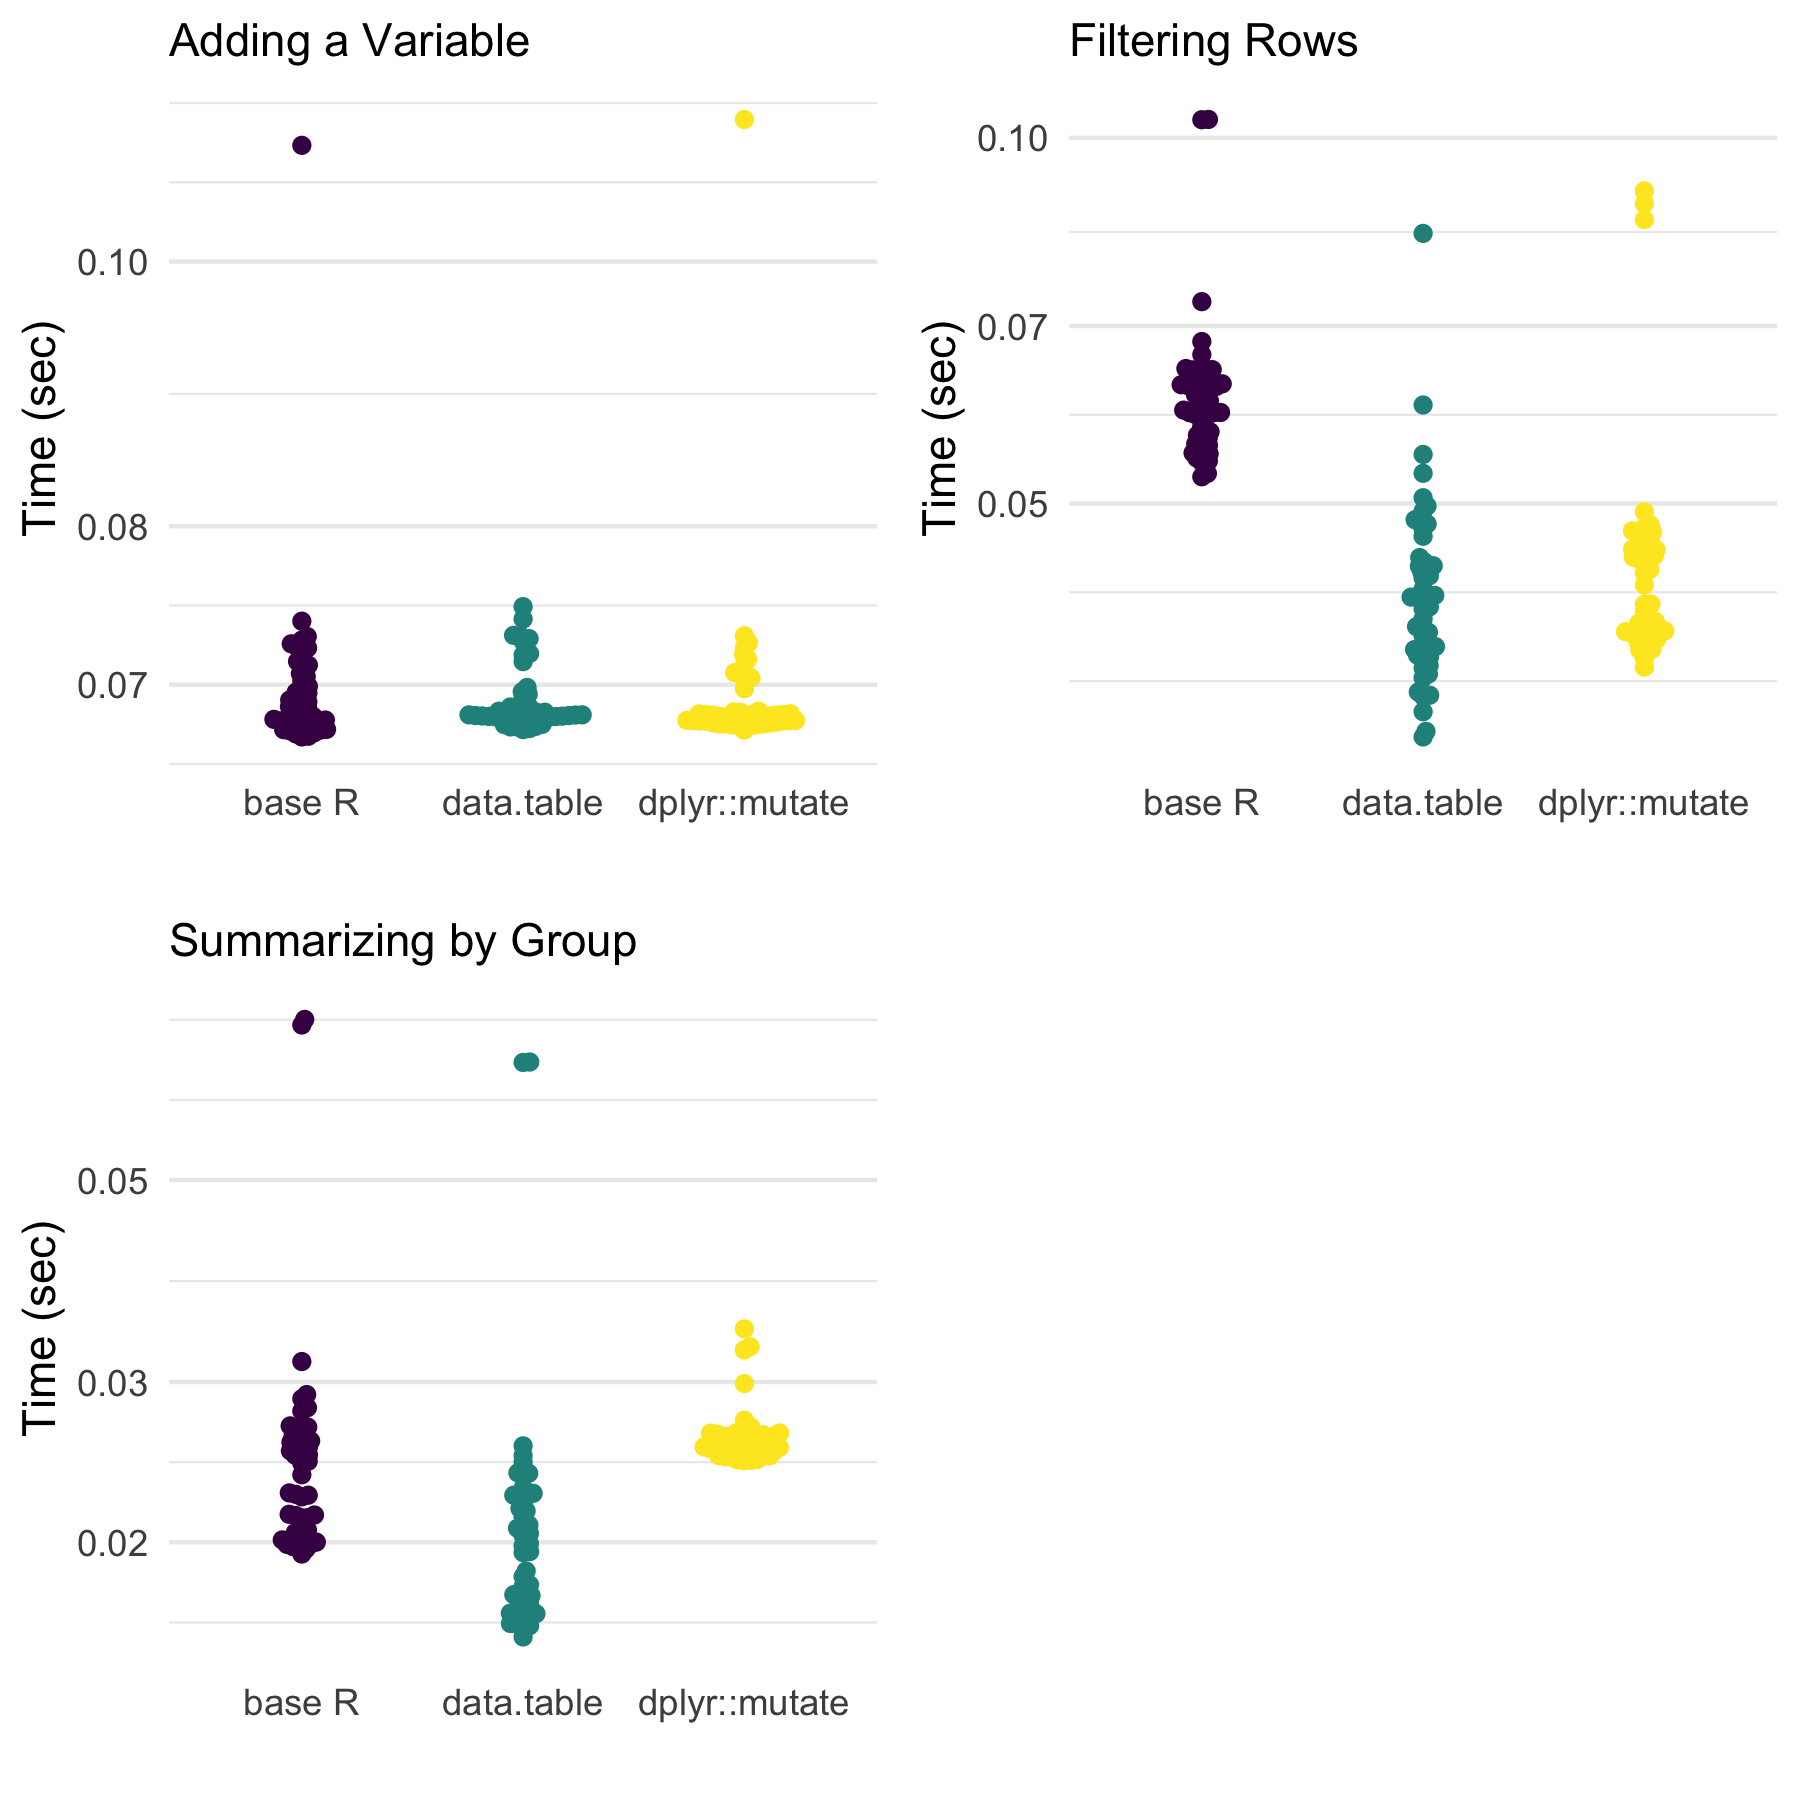 Adding a Variable
Time (sec)
0.10
0.08
0.07
base R data.table dplyr::mutate
Filtering Rows
Time (sec)
0.10
0.07
0.05
base R data.table dplyr::mutate
Summarizing by Group
Time (sec)
0.05
0.03
0.02
base R data.table dplyr::mutate